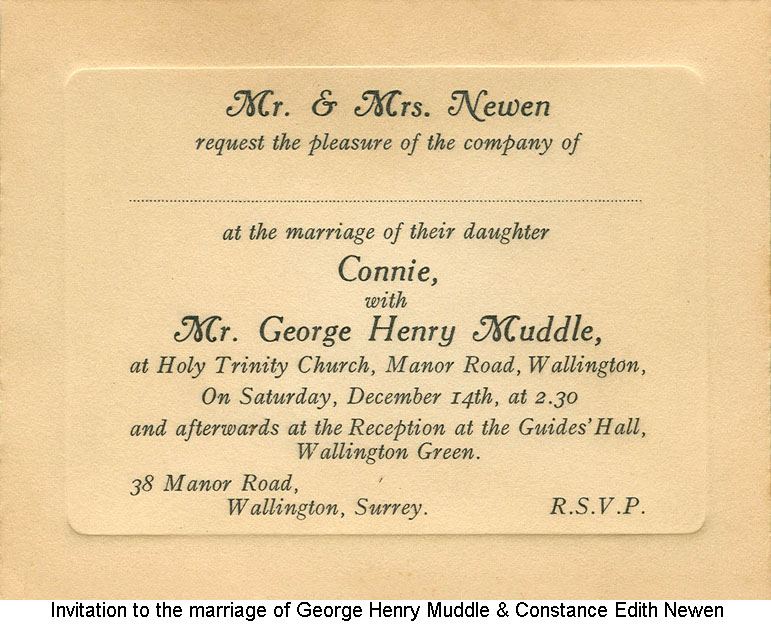 Mr. & Mrs. Newen
request the pleasure of the company of
at the marriage of their daughter
Connie,
with
Mr. George Henry Muddle,
at Holy Trinity Church, Manor Road, Wallington,
On Saturday, December 14th, at 2.30
and afterwards at the Reception at the Guides' Hall,
Wallington Green.
38 Manor Road,
Wallington, Surrey.
R.S.V.P.
Invitation to the marriage of George Henry Muddle & Constance Edith Newen